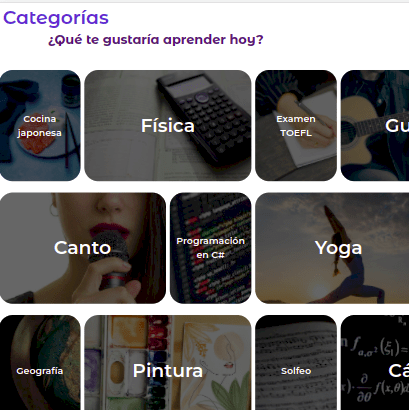 Categorías
¿Qué te gustaría aprender hoy?
Cocina
japonesa
Física
Examen
TOEFL
Gu
Canto
Programación
en C#
Yoga
Geografía
Pintura
Solfeo
Cá